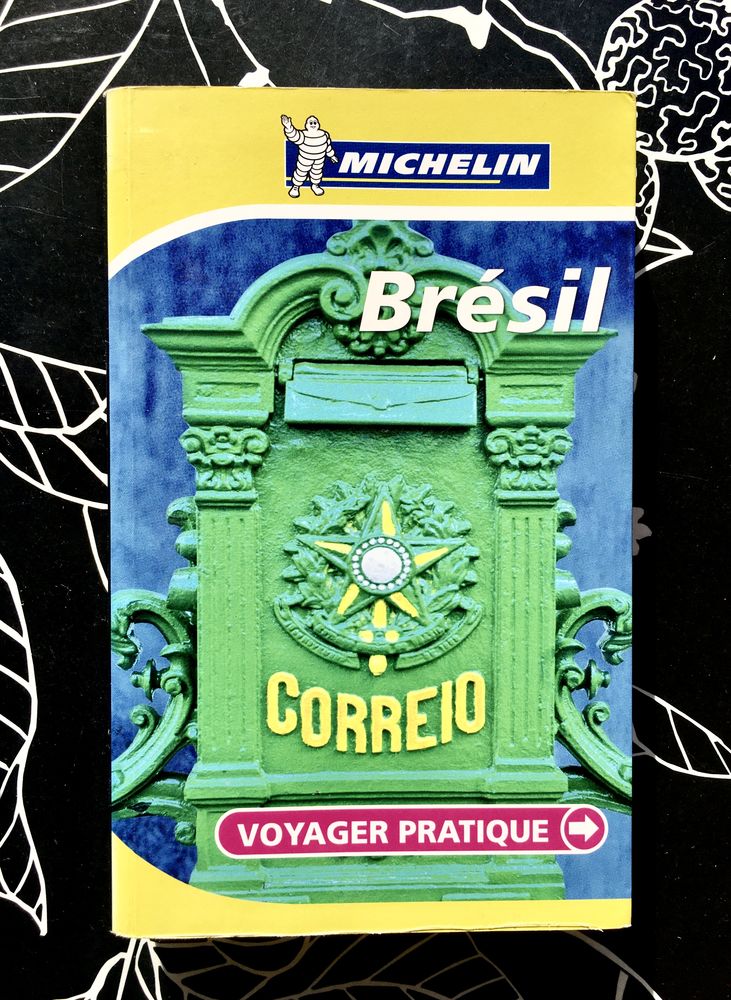 MICHELIN
Brésil
CORREIO
VOYAGER PRATIQUE